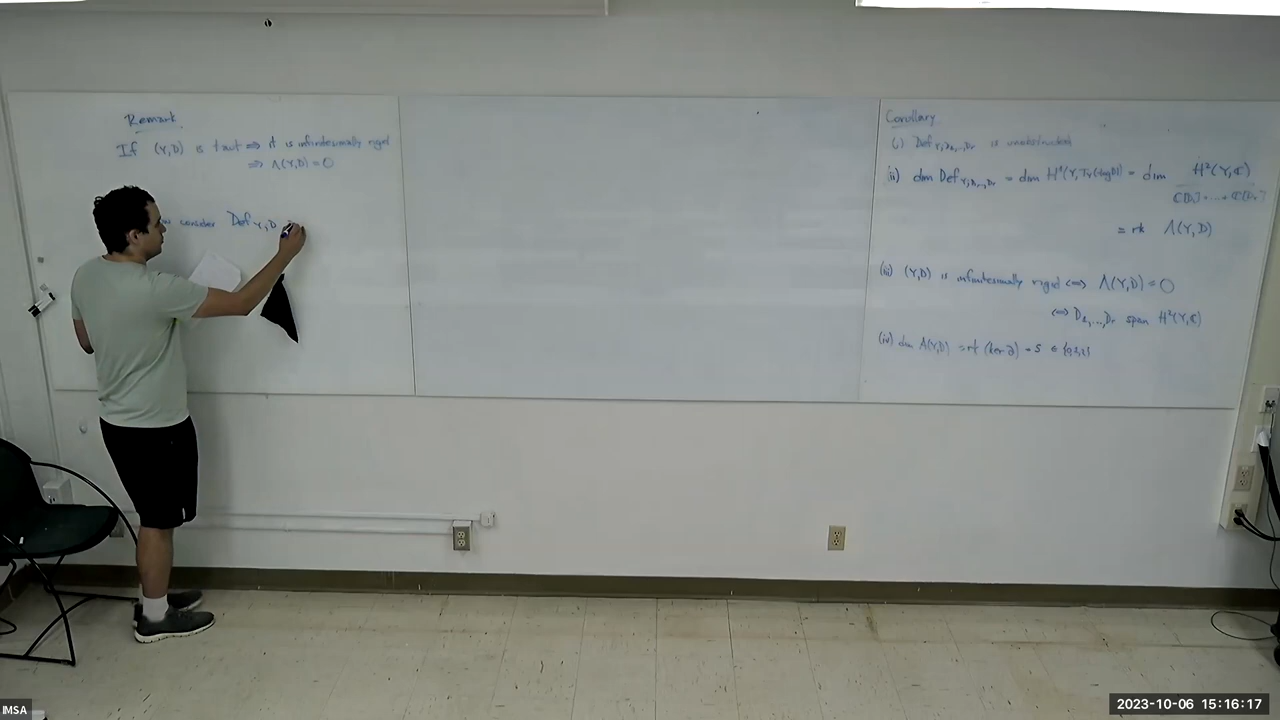 Remark
If (Y,D) is taut ⟹ it is infinitesimally rigid
⟹ Λ(Y,D) = 0
consider Def_{Y,D}
Corollary
(i) Def_{Y,D_1,...,D_r} is unobstructed
(ii) dim Def_{Y,D_1,...,D_r} = dim H^1(Y,T_Y(-log D)) = dim H^2(Y,ℂ) / ℂ[D_1]+...+ℂ[D_r]
= rk Λ(Y,D)
(iii) (Y,D) is infinitesimally rigid ⟺ Λ(Y,D) = 0
⟺ D_1,...,D_r span H^2(Y,ℂ)
(iv) dim Λ(Y,D) = rk (ker ∂) - s ∈
IMSA
2023-10-06 15:16:17